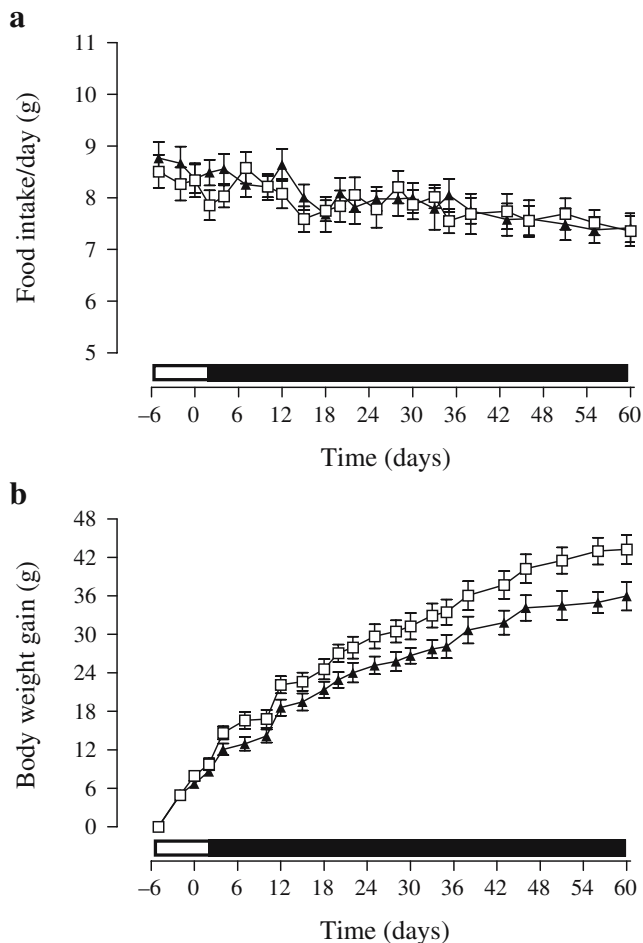 a
Food intake/day (g)
11
10
9
8
7
6
5
–6 0 6 12 18 24 30 36 42 48 54 60
Time (days)
b
Body weight gain (g)
48
42
36
30
24
18
12
6
0
–6 0 6 12 18 24 30 36 42 48 54 60
Time (days)